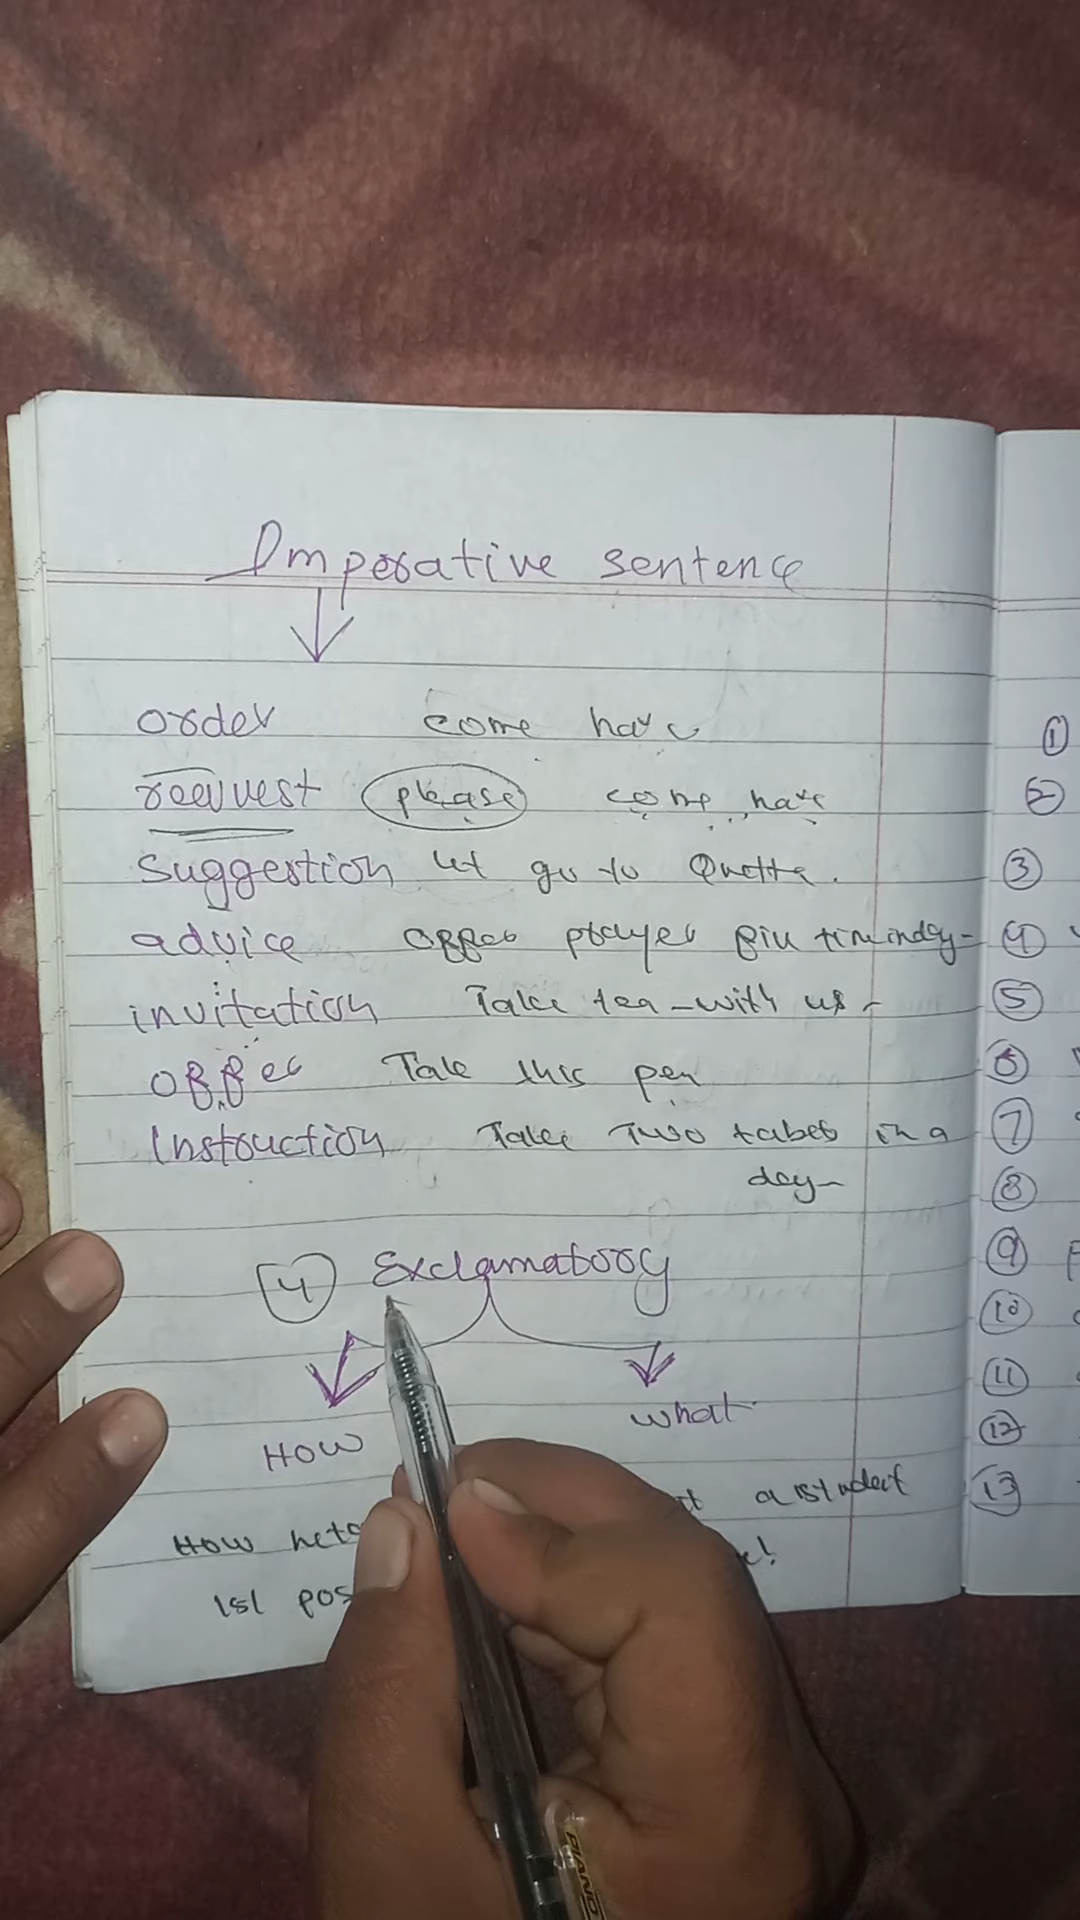 Imperative sentence
order come here
request please come here
Suggestion let go to Quetta.
advice offer prayer five time in day
invitation Take tea with us
offer Take this pen
Instruction Take Two tablet in a
day
4 Exclamatory
How what
a student
How
1st pos
1
2
3
4
5
6
7
8
9
10
11
12
13
PIANO